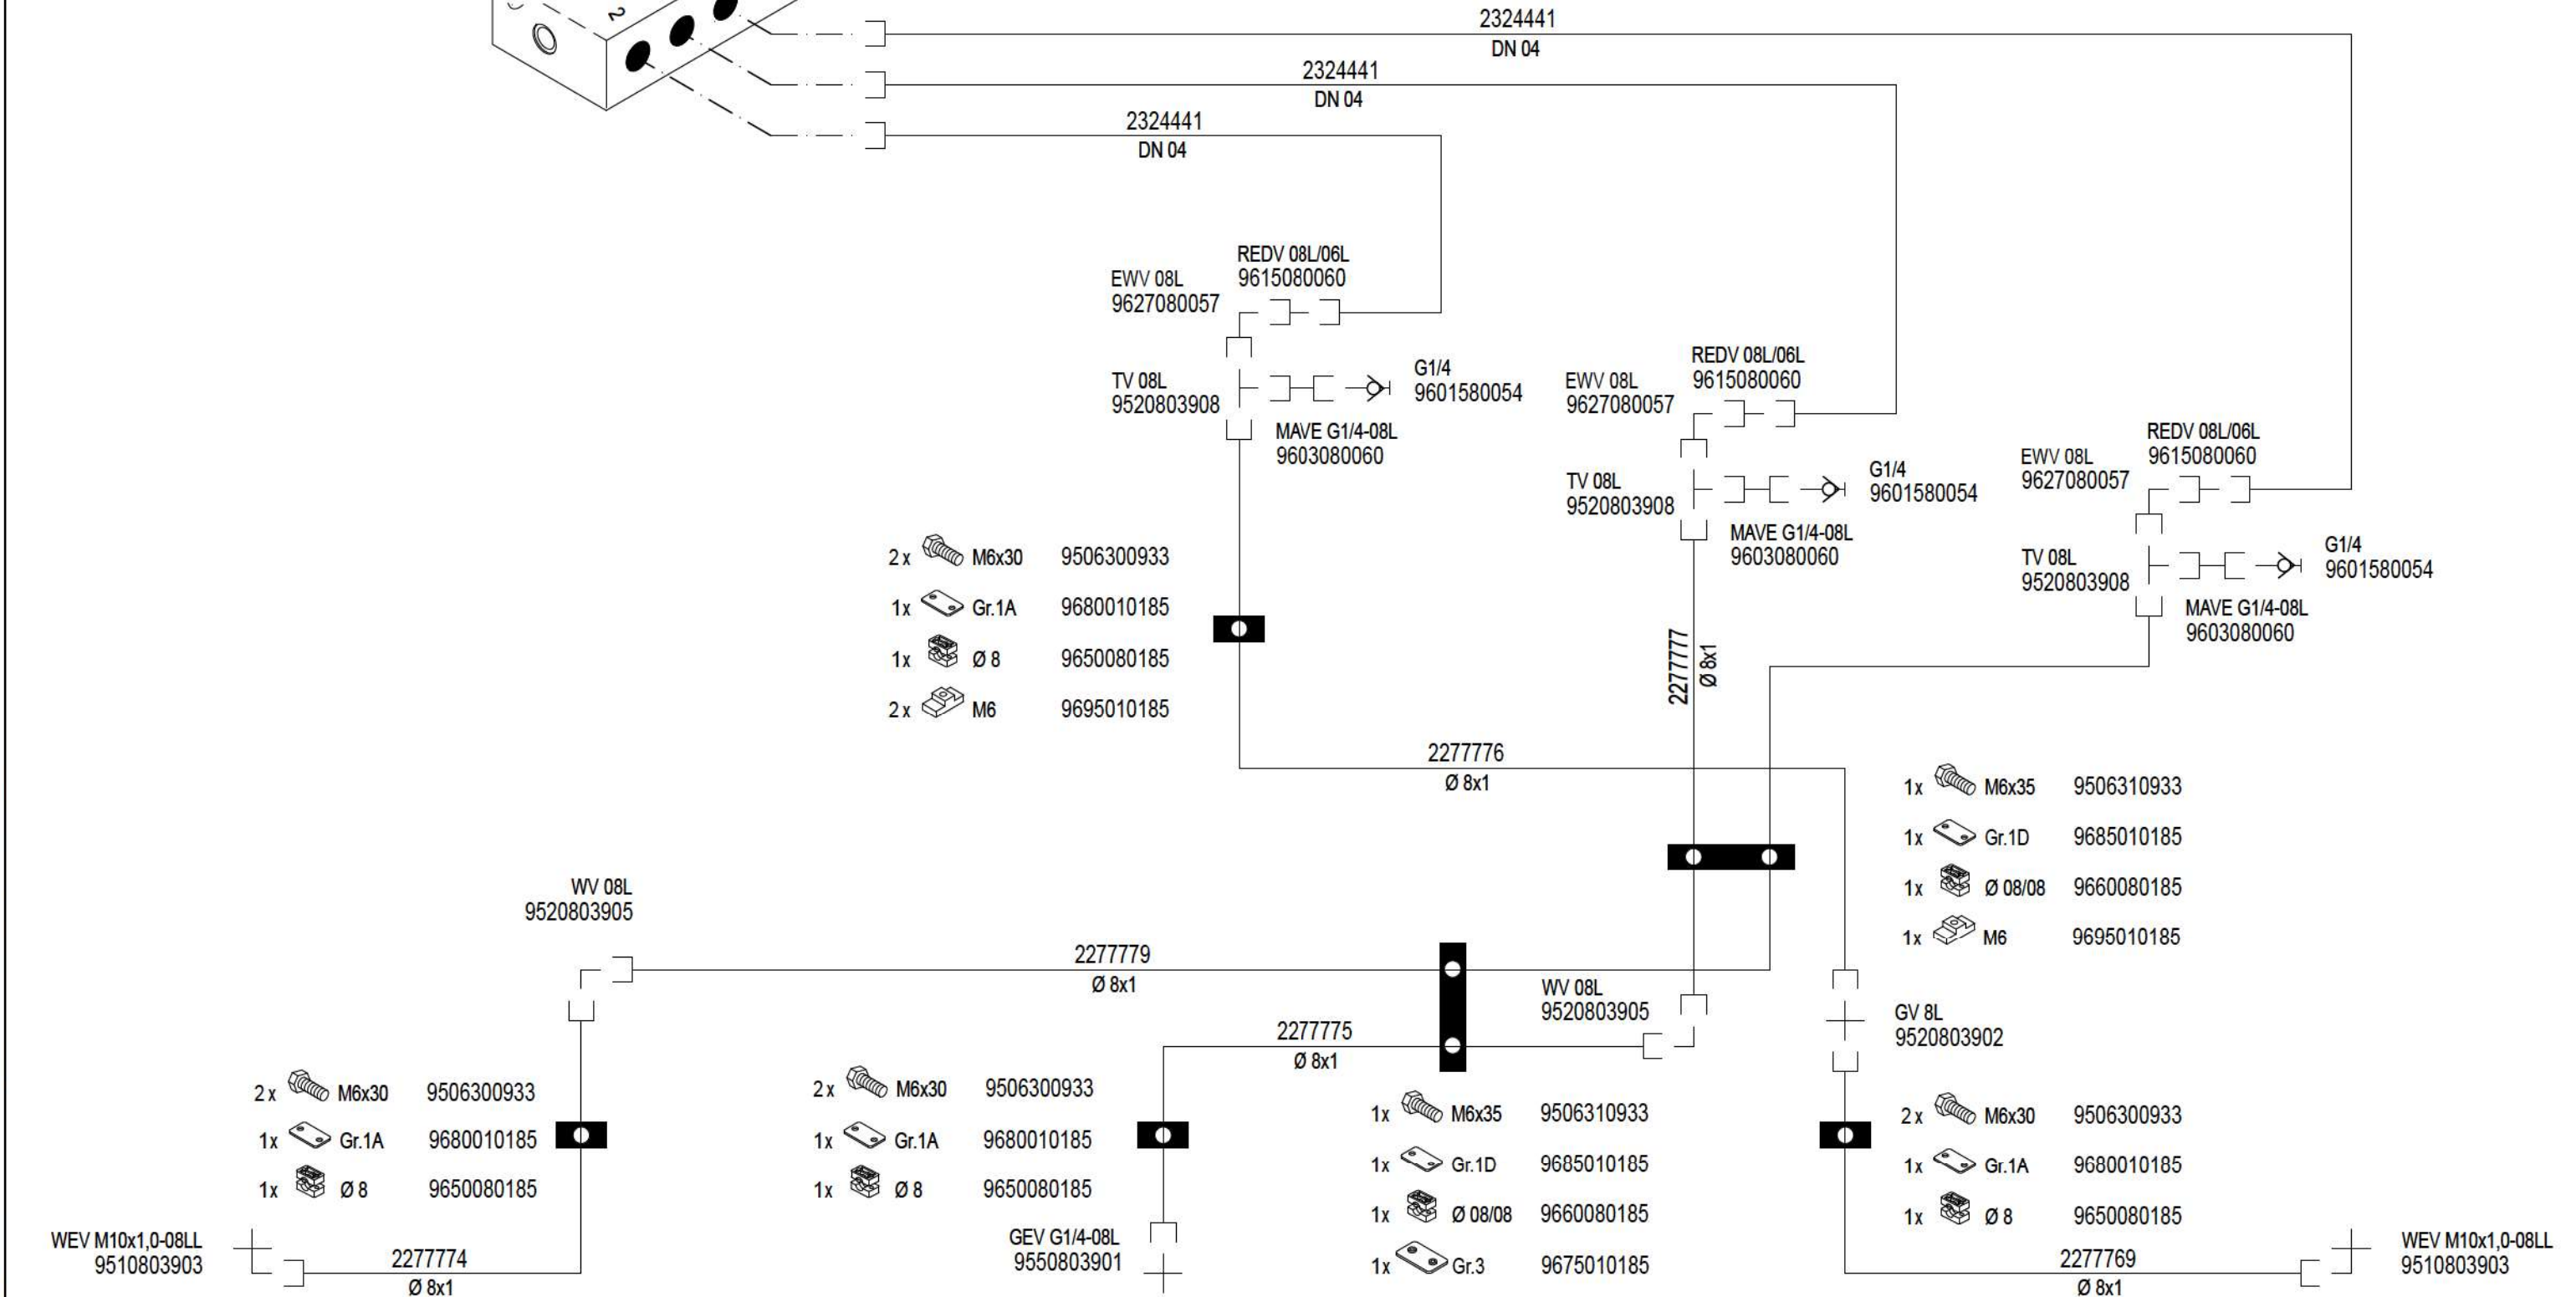 2
2324441
DN 04
2324441
DN 04
2324441
DN 04
REDV 08L/06L
9615080060
EWV 08L
9627080057
TV 08L
9520803908
G1/4
9601580054
MAVE G1/4-08L
9603080060
REDV 08L/06L
9615080060
EWV 08L
9627080057
TV 08L
9520803908
G1/4
9601580054
MAVE G1/4-08L
9603080060
REDV 08L/06L
9615080060
EWV 08L
9627080057
TV 08L
9520803908
G1/4
9601580054
MAVE G1/4-08L
9603080060
2 x M6x30 9506300933
1x Gr.1A 9680010185
1x Ø 8 9650080185
2 x M6 9695010185
2277777
Ø 8x1
2277776
Ø 8x1
1x M6x35 9506310933
1x Gr.1D 9685010185
1x Ø 08/08 9660080185
1x M6 9695010185
WV 08L
9520803905
2277779
Ø 8x1
WV 08L
9520803905
2277775
Ø 8x1
GV 8L
9520803902
2 x M6x30 9506300933
1x Gr.1A 9680010185
1x Ø 8 9650080185
2 x M6x30 9506300933
1x Gr.1A 9680010185
1x Ø 8 9650080185
1x M6x35 9506310933
1x Gr.1D 9685010185
1x Ø 08/08 9660080185
1x Gr.3 9675010185
2 x M6x30 9506300933
1x Gr.1A 9680010185
1x Ø 8 9650080185
WEV M10x1,0-08LL
9510803903
2277774
Ø 8x1
GEV G1/4-08L
9550803901
2277769
Ø 8x1
WEV M10x1,0-08LL
9510803903